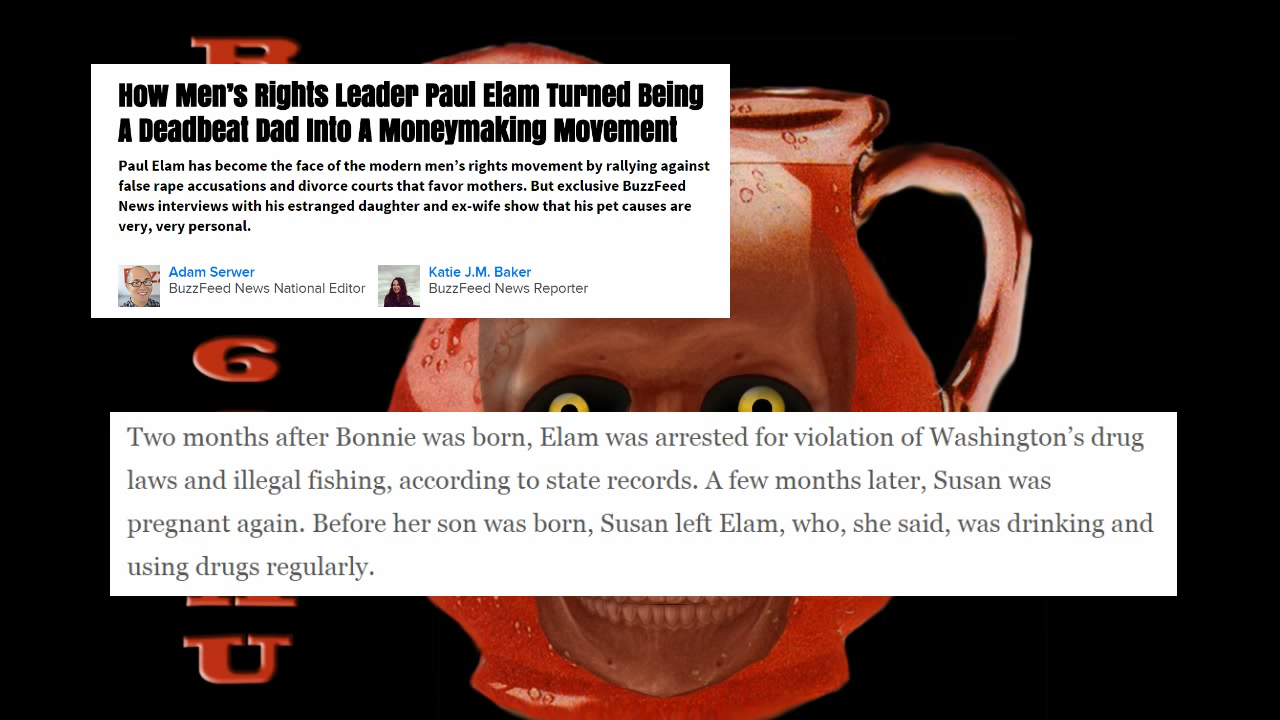 How Men's Rights Leader Paul Elam Turned Being
A Deadbeat Dad Into A Moneymaking Movement
Paul Elam has become the face of the modern men's rights movement by rallying against
false rape accusations and divorce courts that favor mothers. But exclusive BuzzFeed
News interviews with his estranged daughter and ex-wife show that his pet causes are
very, very personal.
Adam Serwer
BuzzFeed News National Editor
Katie J.M. Baker
BuzzFeed News Reporter
6
Two months after Bonnie was born, Elam was arrested for violation of Washington's drug
laws and illegal fishing, according to state records. A few months later, Susan was
pregnant again. Before her son was born, Susan left Elam, who, she said, was drinking and
using drugs regularly.
U